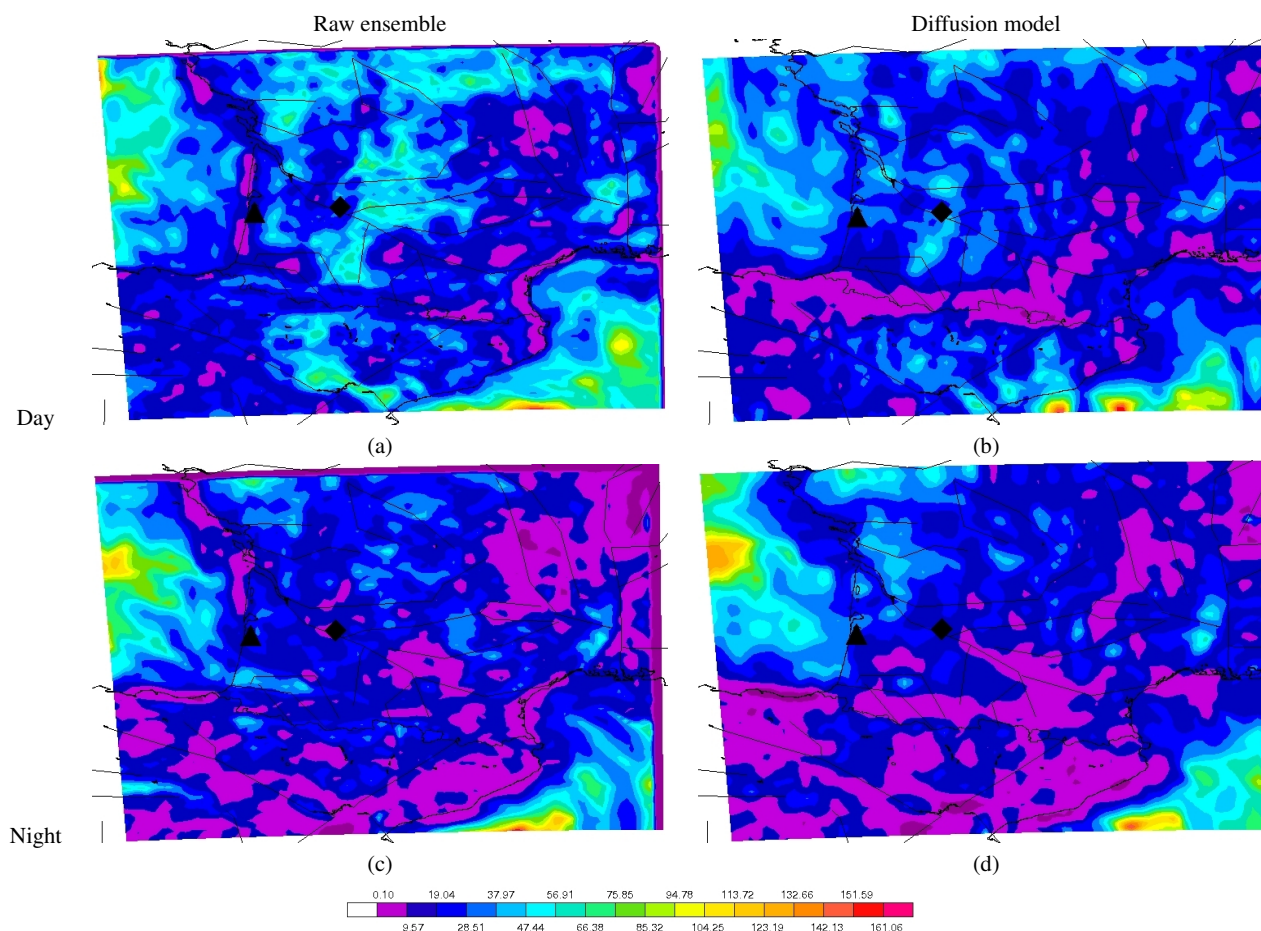 Raw ensemble
Diffusion model
Day
(a)
(b)
Night
(c)
(d)
0.10 19.04 37.97 56.91 75.85 94.78 113.72 132.66 151.59
9.57 28.51 47.44 66.38 85.32 104.25 123.19 142.13 161.06